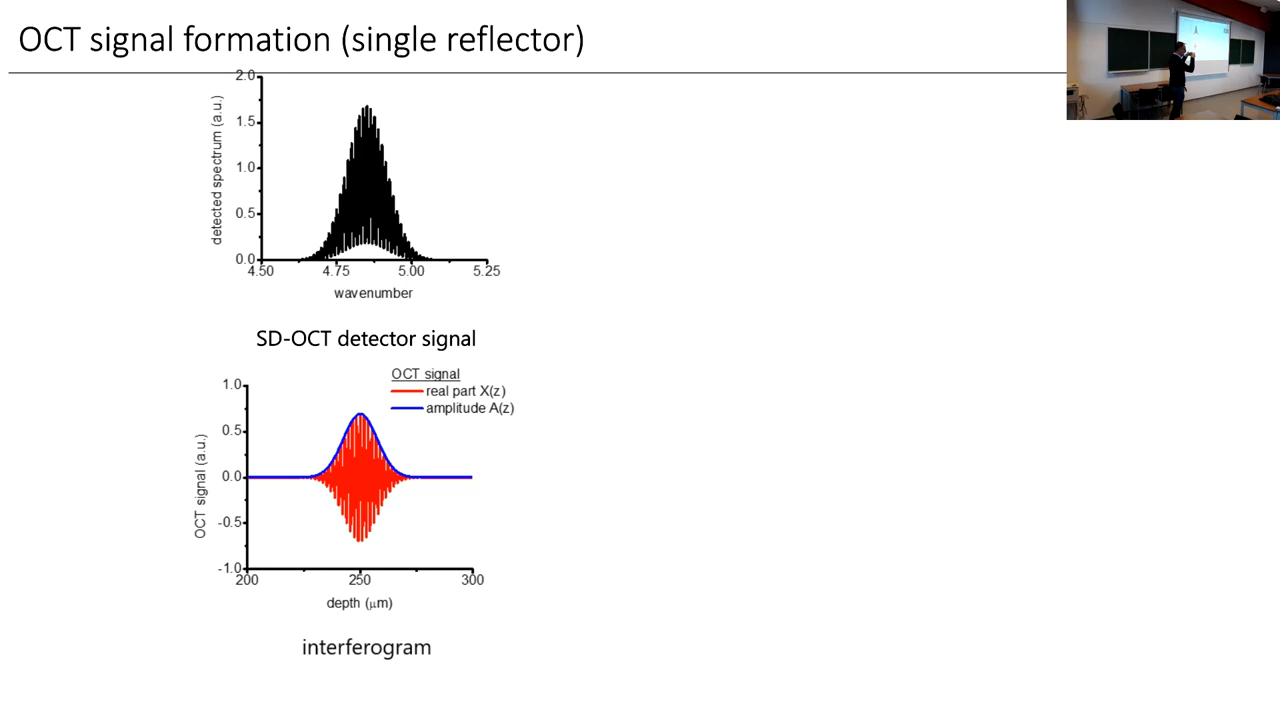 OCT signal formation (single reflector)
2.0
1.5
1.0
0.5
0.0
detected spectrum (a.u.)
4.50 4.75 5.00 5.25
wavenumber
SD-OCT detector signal
OCT signal
real part X(z)
amplitude A(z)
1.0
0.5
0.0
-0.5
-1.0
OCT signal (a.u.)
200 250 300
depth (μm)
interferogram